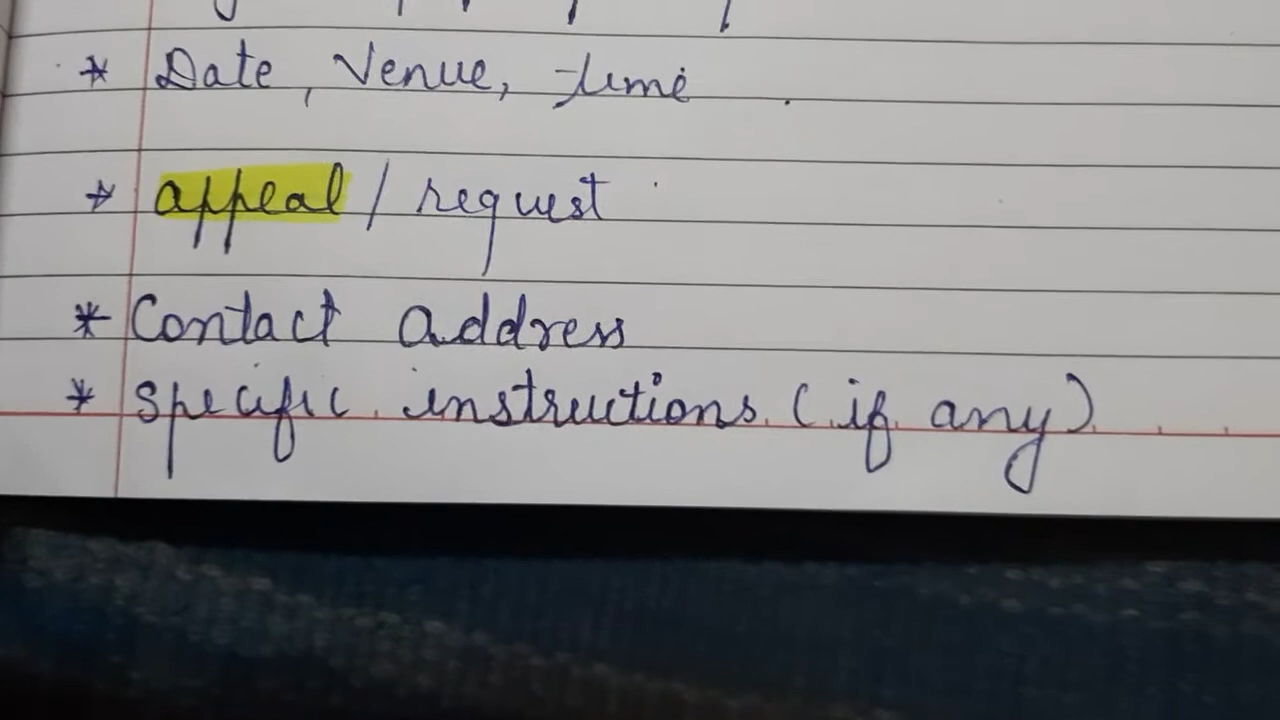 * Date, Venue, time
* appeal / request
* Contact address
* specific instructions (if any)